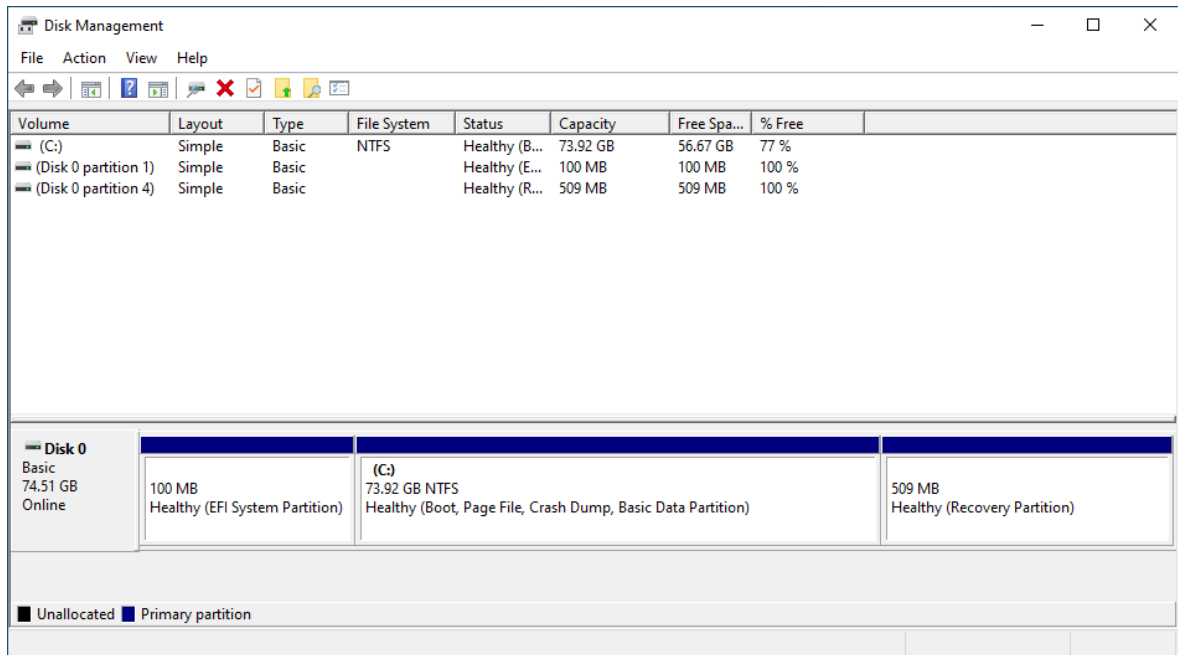 Disk Management
File Action View Help
Volume Layout Type File System Status Capacity Free Spa... % Free
(C:) Simple Basic NTFS Healthy (B... 73.92 GB 56.67 GB 77 %
(Disk 0 partition 1) Simple Basic Healthy (E... 100 MB 100 MB 100 %
(Disk 0 partition 4) Simple Basic Healthy (R... 509 MB 509 MB 100 %
Disk 0
Basic
74.51 GB
Online
100 MB
Healthy (EFI System Partition)
(C:)
73.92 GB NTFS
Healthy (Boot, Page File, Crash Dump, Basic Data Partition)
509 MB
Healthy (Recovery Partition)
Unallocated Primary partition